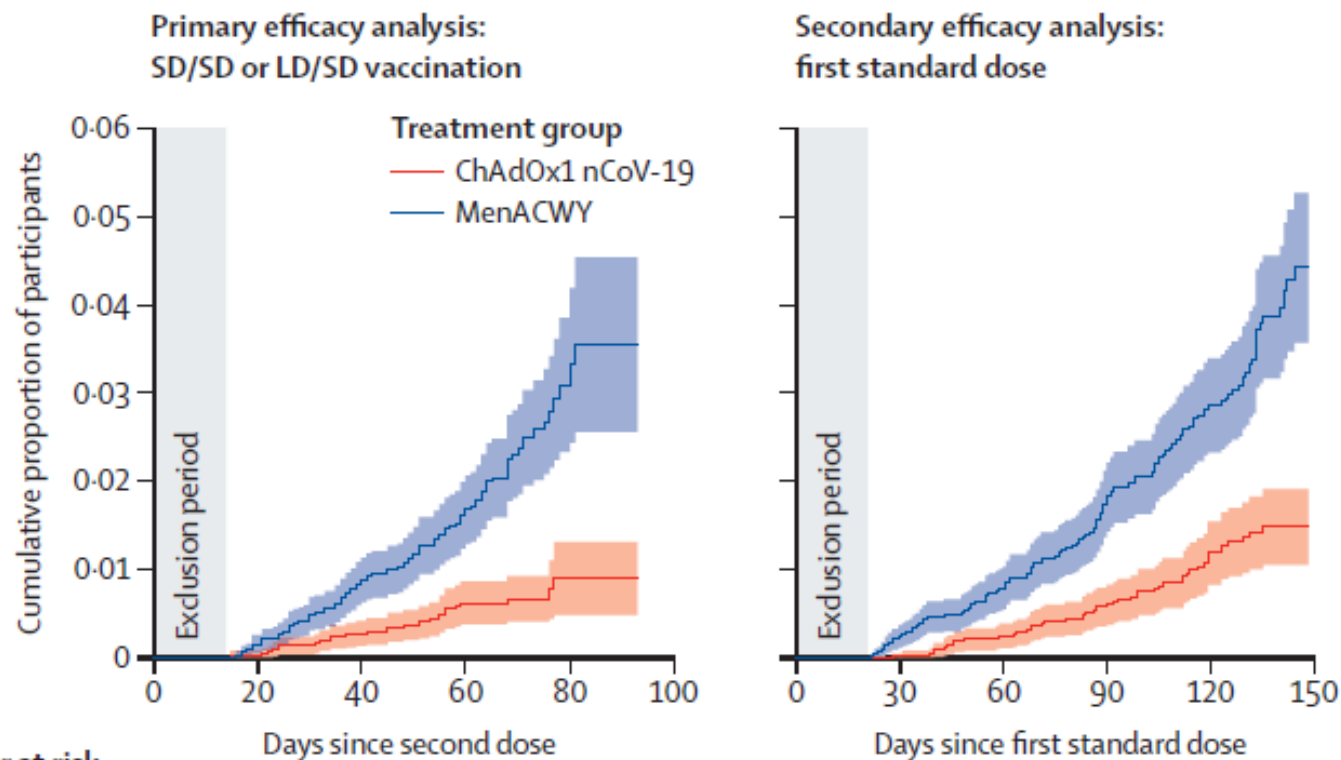 Primary efficacy analysis:
SD/SD or LD/SD vaccination
Treatment group
ChAdOx1 nCoV-19
MenACWY
Cumulative proportion of participants
0·06
0·05
0·04
0·03
0·02
0·01
0
Exclusion period
0 20 40 60 80 100
Days since second dose
Secondary efficacy analysis:
first standard dose
Exclusion period
0 30 60 90 120 150
Days since first standard dose
at risk